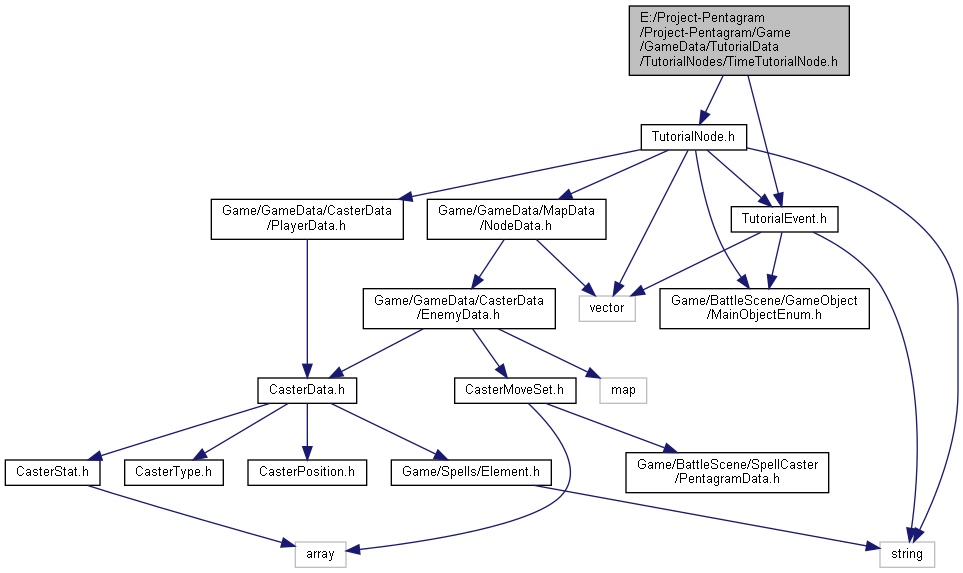 E:/Project-Pentagram
/Project-Pentagram/Game
/GameData/TutorialData
/TutorialNodes/TimeTutorialNode.h
TutorialNode.h
Game/GameData/CasterData
/PlayerData.h
Game/GameData/MapData
/NodeData.h
TutorialEvent.h
Game/GameData/CasterData
/EnemyData.h
vector
Game/BattleScene/GameObject
/MainObjectEnum.h
CasterData.h
CasterMoveSet.h
map
CasterStat.h
CasterType.h
CasterPosition.h
Game/Spells/Element.h
Game/BattleScene/SpellCaster
/PentagramData.h
array
string